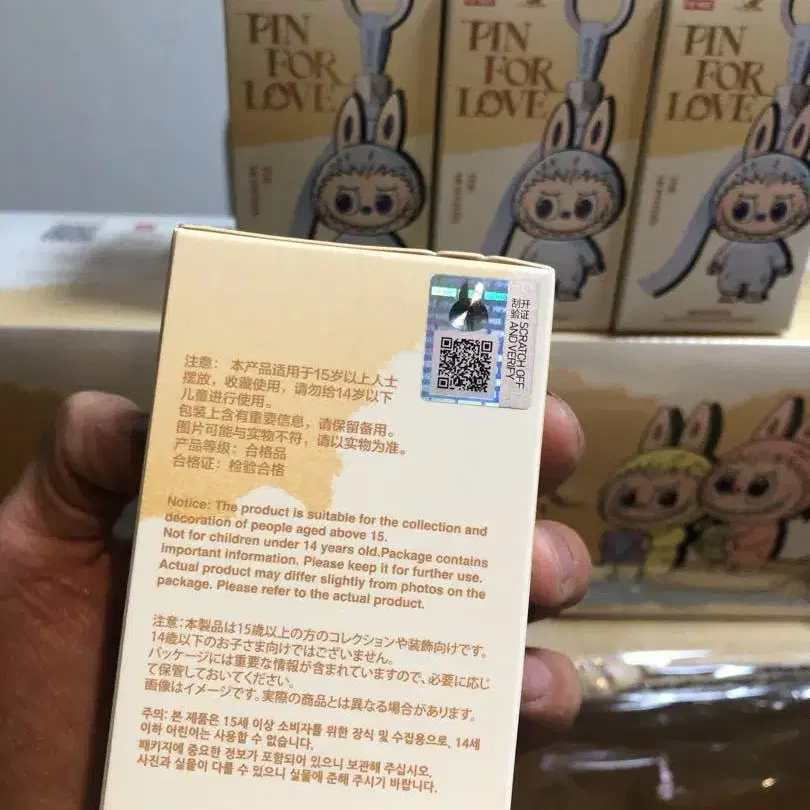 PIN
FOR
LOVE
PIN
FOR
LOVE
PIN
FOR
LOVE
THE
MONSTERS
开证 SCRATCH OFF
刮验 AND VERIFY
注意： 本产品适用于15岁以上人士
摆放，收藏使用，请勿给14岁以下
儿童进行使用。
包装上含有重要信息，请保留备用。
图片可能与实物不符，请以实物为准。
产品等级：合格品
合格证：检验合格
Notice: The product is suitable for the collection and
decoration of people aged above 15.
Not for children under 14 years old.Package contains
important information. Please keep it for further use.
Actual product may differ slightly from photos on the
package. Please refer to the actual product.
注意:本製品は15歳以上の方のコレクションや装飾向けです。
14歳以下のお子さま向けではございません。
パッケージには重要な情報が含まれていますので、必要に応じ
て保管しておいてください。
画像はイメージです。実際の商品とは異なる場合があります。
주의: 본 제품은 15세 이상 소비자를 위한 장식 및 수집용으로, 14세
이하 어린이는 사용할 수 없습니다.
패키지에 중요한 정보가 포함되어 있으니 보관해 주십시오.
사진과 실물이 다를 수 있으니 실물에 준해 주시기 바랍니다.